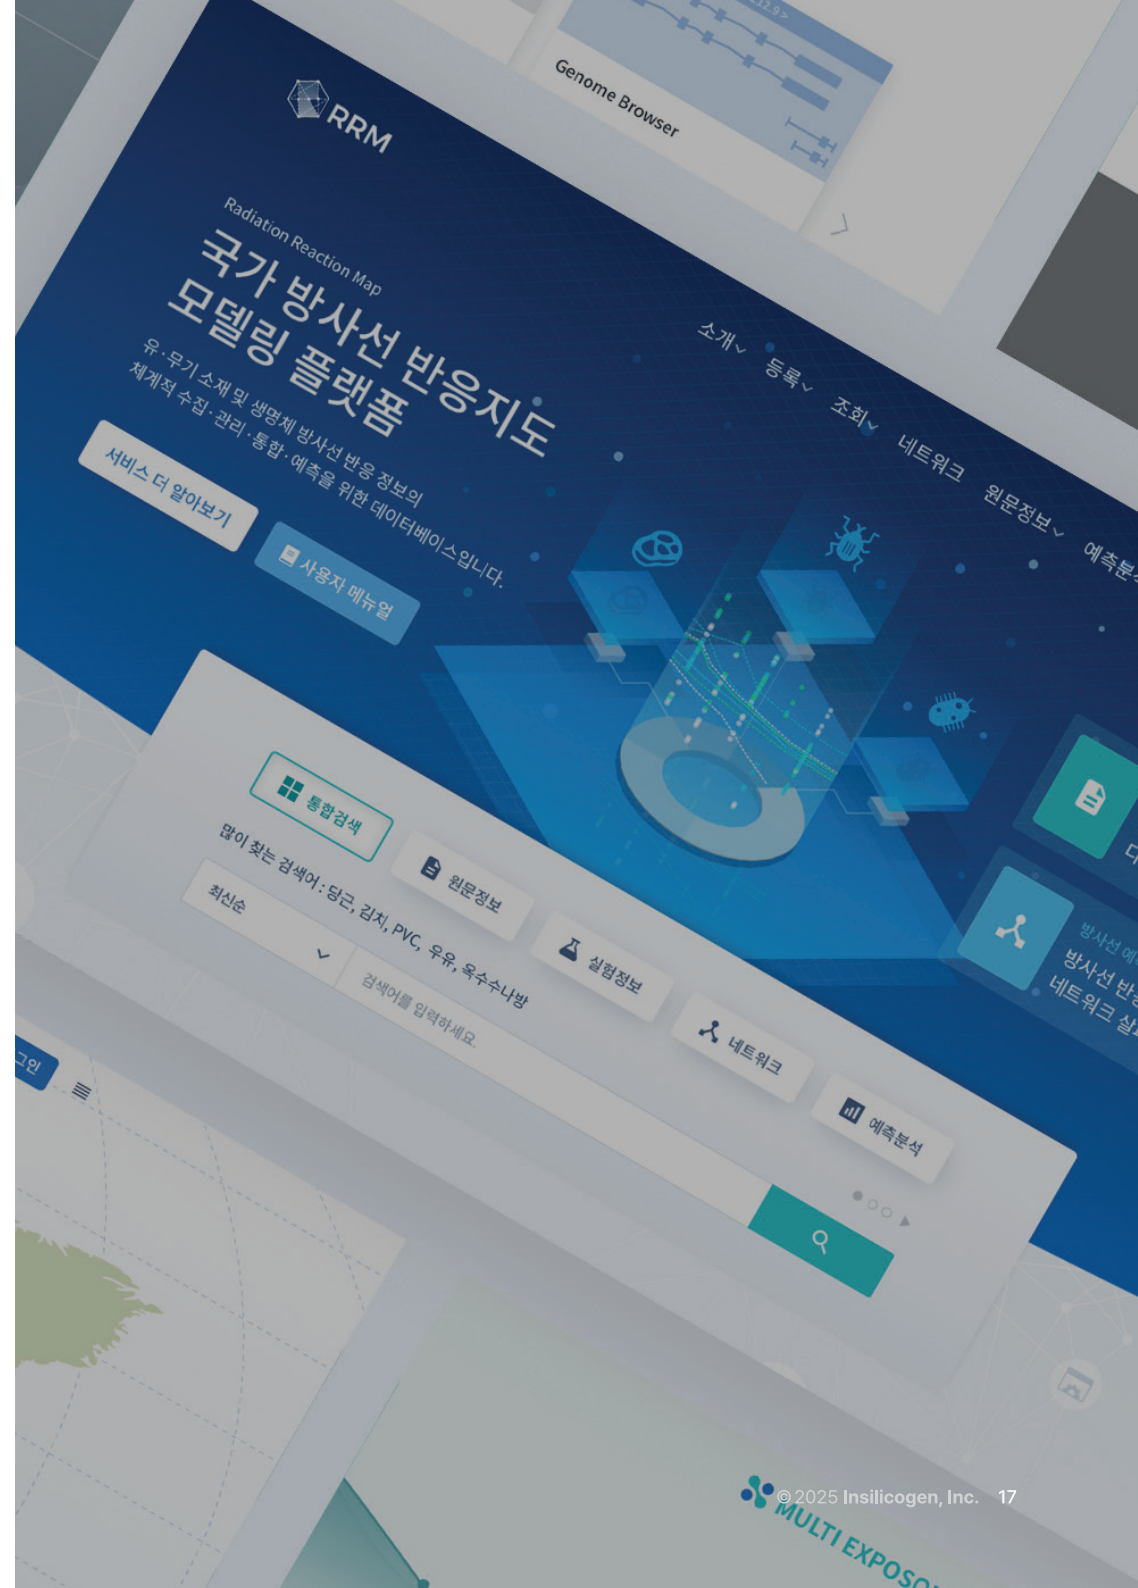 Genome Browser
RRM
Radiation Reaction Map
국가 방사선 반응지도
모델링 플랫폼
유·무기 소재 및 생명체 방사선 반응 정보의
체계적 수집·관리·통합·예측을 위한 데이터베이스입니다.
서비스 더 알아보기
사용자 메뉴얼
소개
등록
조회
네트워크
원문정보
통합검색
원문정보
실험정보
네트워크
예측분석
많이 찾는 검색어 : 당근, 김치, PVC, 우유, 옥수수나방
최신순
검색어를 입력하세요.
방사선
네트워크
MULTI
© 2025 Insilicogen, Inc. 17